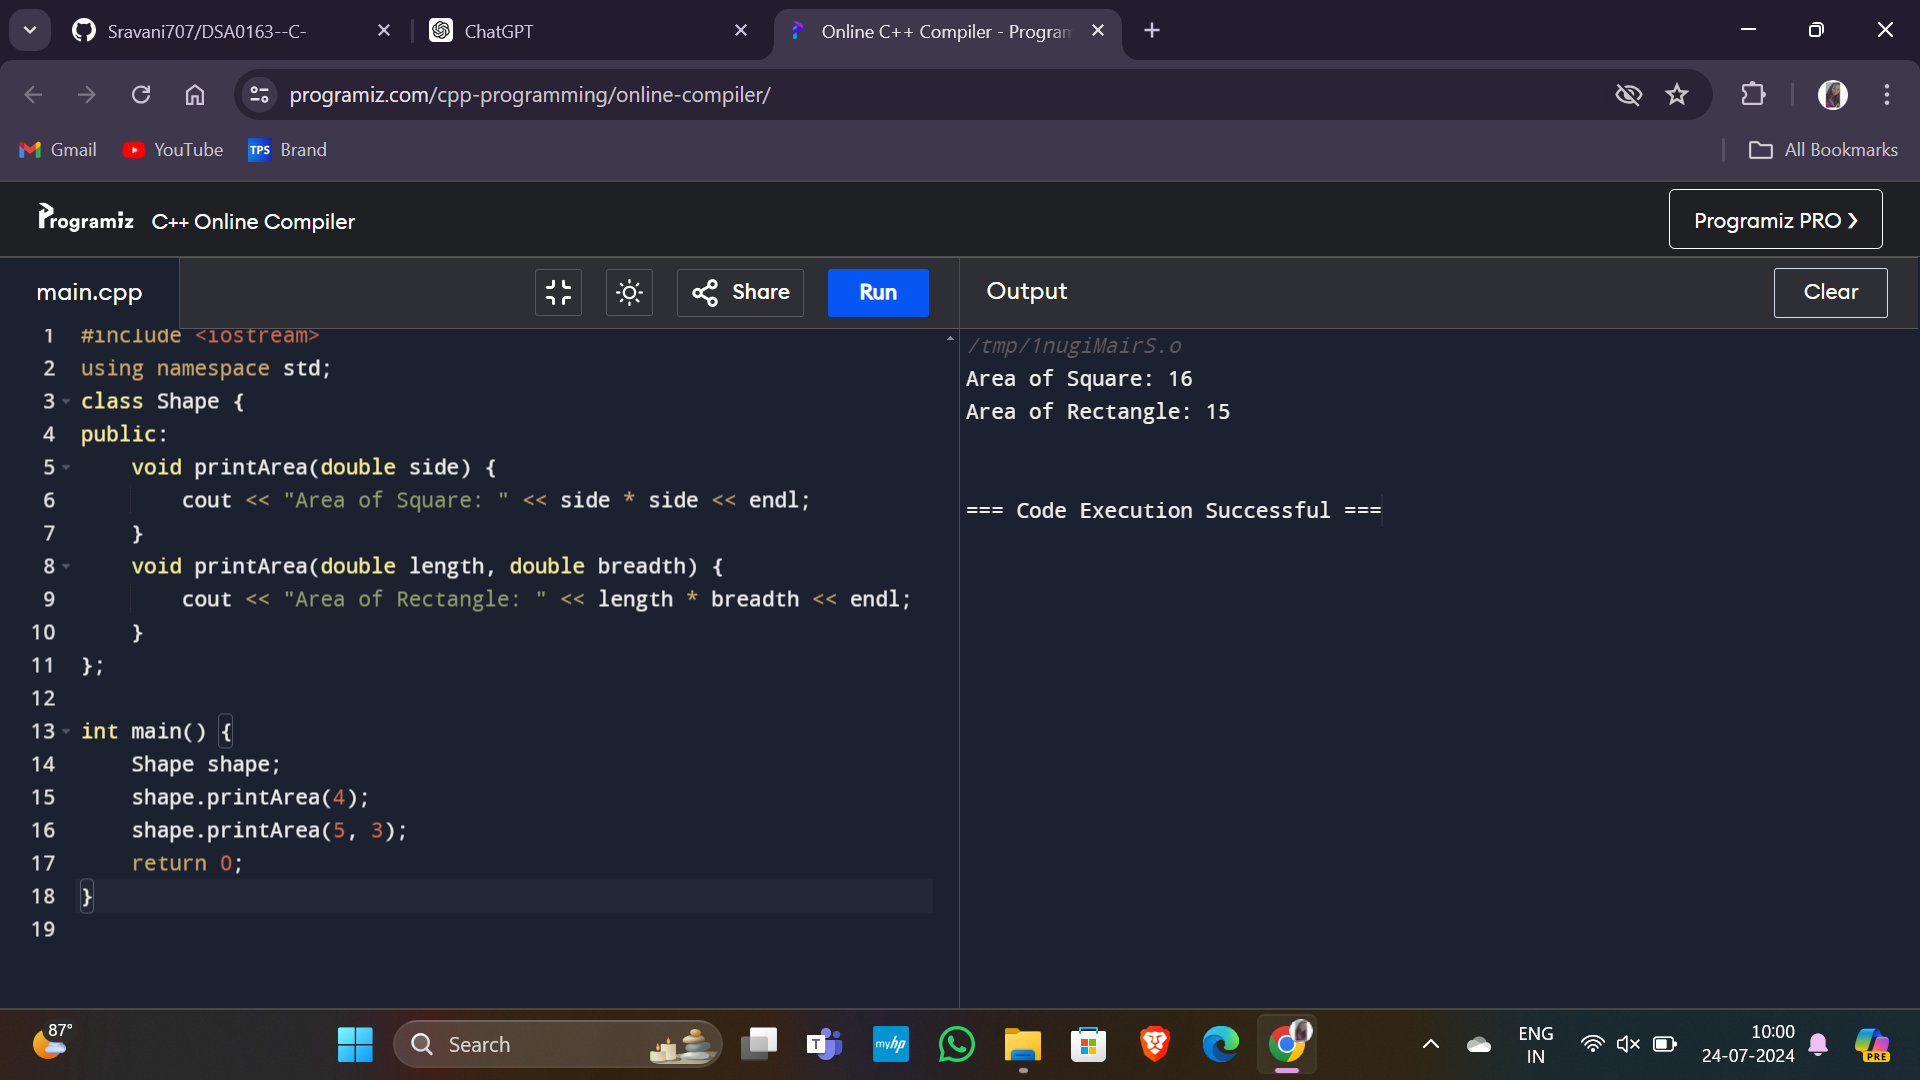 Sravani707/DSA0163--C-
ChatGPT
Online C++ Compiler - Program
programiz.com/cpp-programming/online-compiler/
Gmail
YouTube
TPS Brand
All Bookmarks
Programiz C++ Online Compiler
Programiz PRO >
main.cpp
Share
Run
Output
Clear
1 #include <iostream>
2 using namespace std;
3 class Shape {
4 public:
5 void printArea(double side) {
6 cout << "Area of Square: " << side * side << endl;
7 }
8 void printArea(double length, double breadth) {
9 cout << "Area of Rectangle: " << length * breadth << endl;
10 }
11 };
12
13 int main() {
14 Shape shape;
15 shape.printArea(4);
16 shape.printArea(5, 3);
17 return 0;
18 }
19
/tmp/1nugiMairS.o
Area of Square: 16
Area of Rectangle: 15
=== Code Execution Successful ===
87°
Search
T
myhp
ENG
IN
10:00
24-07-2024
PRE